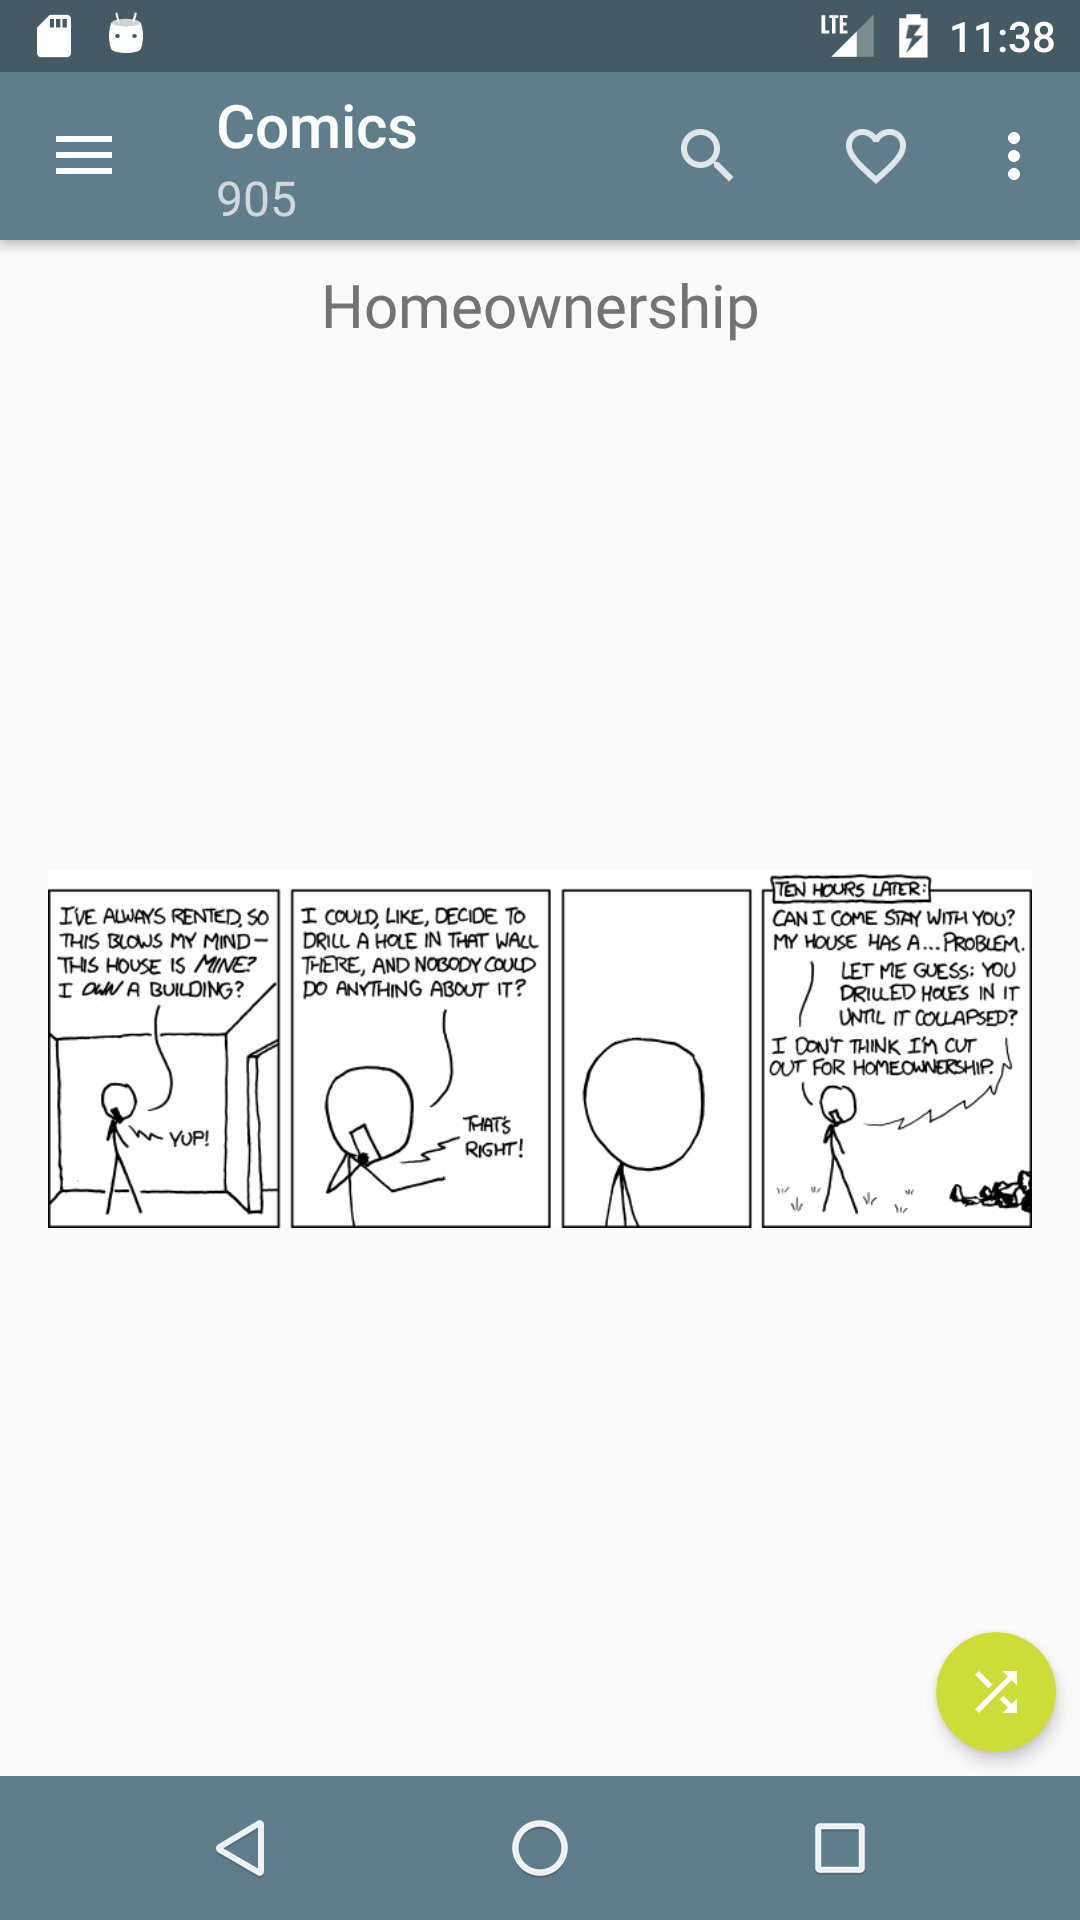 LTE 11:38
Comics
905
Homeownership
I'VE ALWAYS RENTED, SO
THIS BLOWS MY MIND—
THIS HOUSE IS MINE?
I OWN A BUILDING?
YUP!
I COULD, LIKE, DECIDE TO
DRILL A HOLE IN THAT WALL
THERE, AND NOBODY COULD
DO ANYTHING ABOUT IT?
THAT'S
RIGHT!
TEN HOURS LATER:
CAN I COME STAY WITH YOU?
MY HOUSE HAS A... PROBLEM.
LET ME GUESS: YOU
DRILLED HOLES IN IT
UNTIL IT COLLAPSED?
I DON'T THINK I'M CUT
OUT FOR HOMEOWNERSHIP.